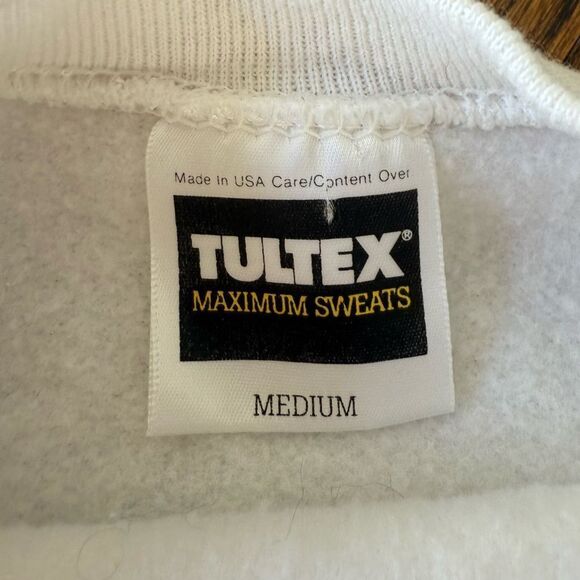 Made In USA Care/Content Over
TULTEX®
MAXIMUM SWEATS
MEDIUM